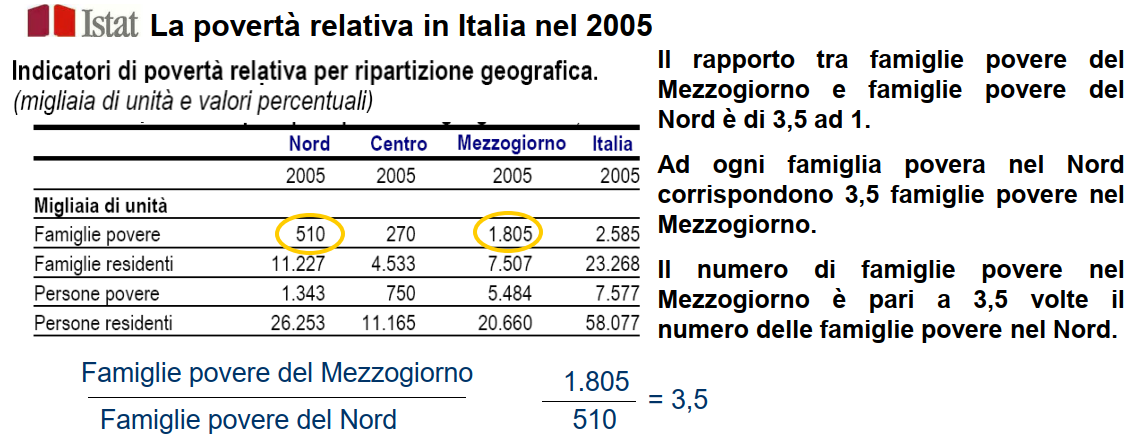 Istat La povertà relativa in Italia nel 2005
Indicatori di povertà relativa per ripartizione geografica.
(migliaia di unità e valori percentuali)
Nord Centro Mezzogiorno Italia
2005 2005 2005 2005
Migliaia di unità
Famiglie povere 510 270 1.805 2.585
Famiglie residenti 11.227 4.533 7.507 23.268
Persone povere 1.343 750 5.484 7.577
Persone residenti 26.253 11.165 20.660 58.077
Il rapporto tra famiglie povere del
Mezzogiorno e famiglie povere del
Nord è di 3,5 ad 1.
Ad ogni famiglia povera nel Nord
corrispondono 3,5 famiglie povere nel
Mezzogiorno.
Il numero di famiglie povere nel
Mezzogiorno è pari a 3,5 volte il
numero delle famiglie povere nel Nord.
Famiglie povere del Mezzogiorno
Famiglie povere del Nord
1.805
510
= 3,5